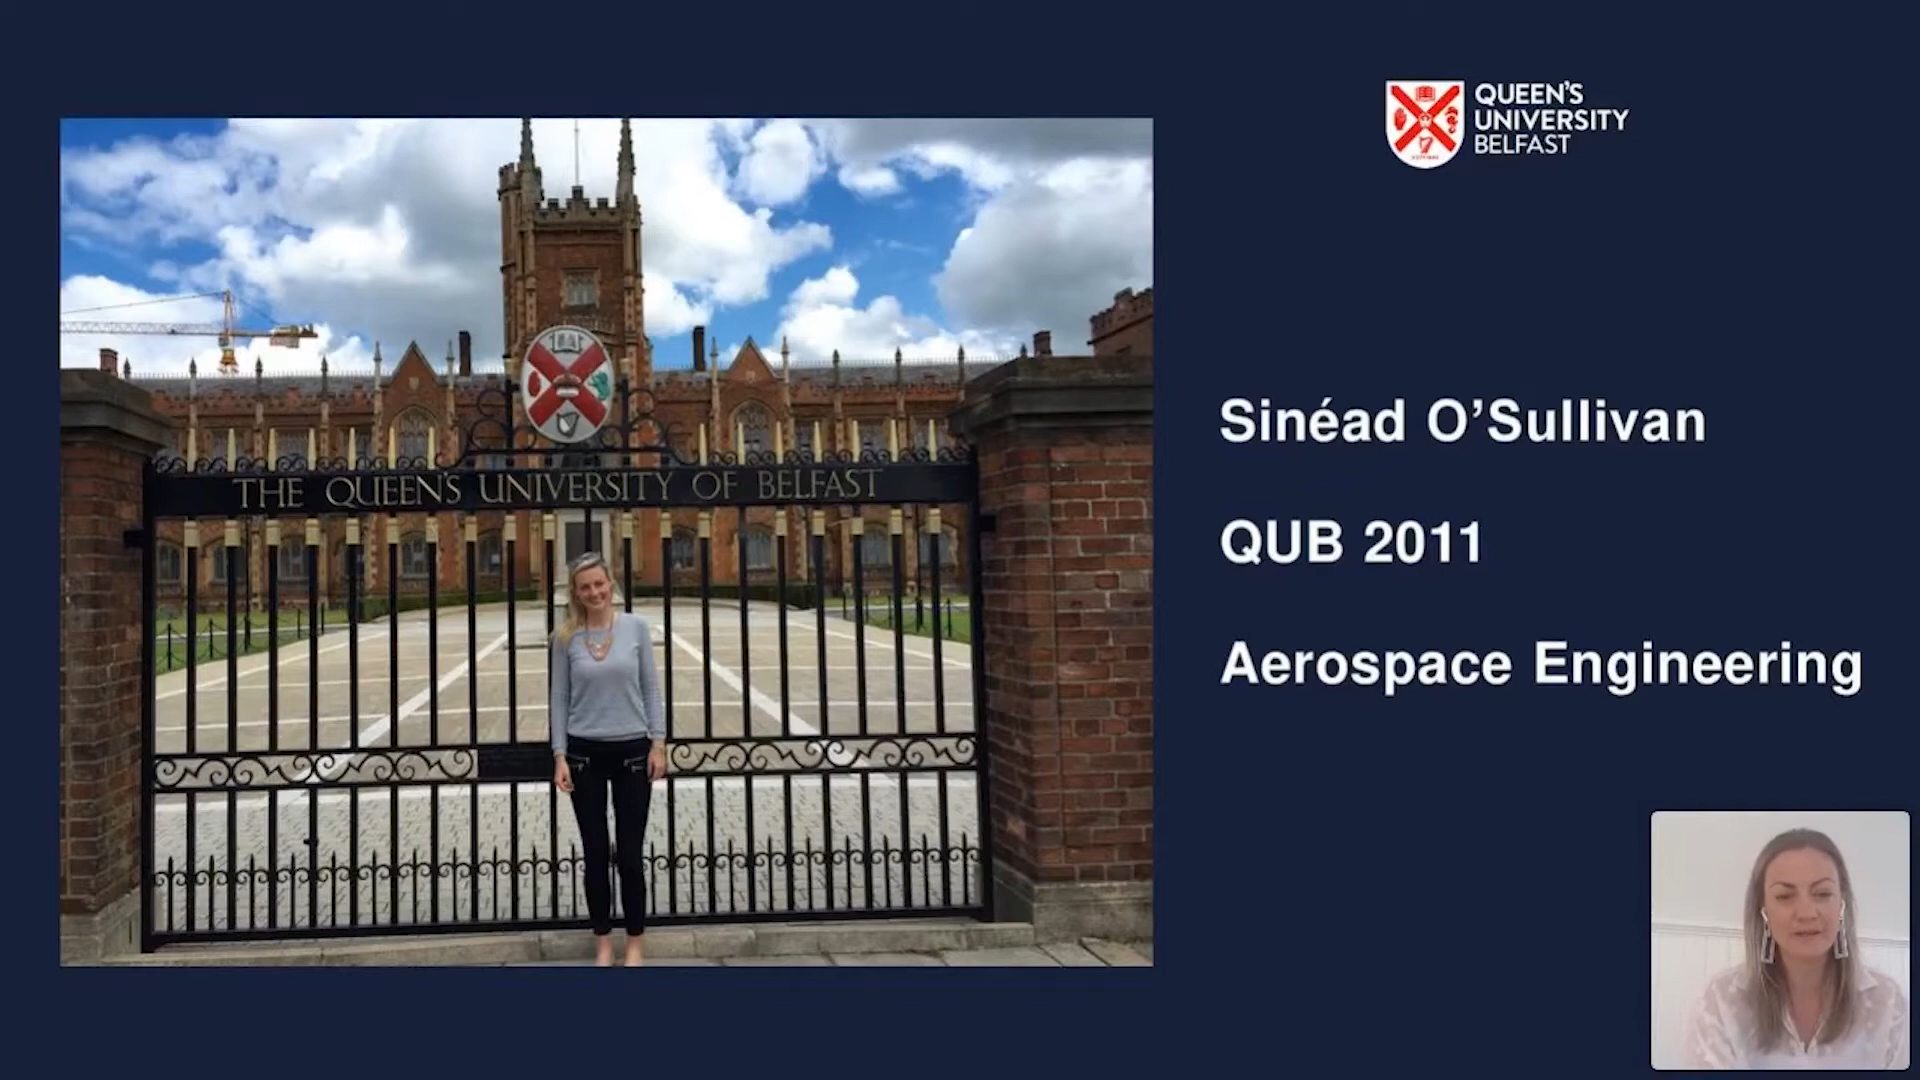 QUEEN'S
UNIVERSITY
BELFAST
THE QUEEN'S UNIVERSITY OF BELFAST
Sinéad O'Sullivan
QUB 2011
Aerospace Engineering